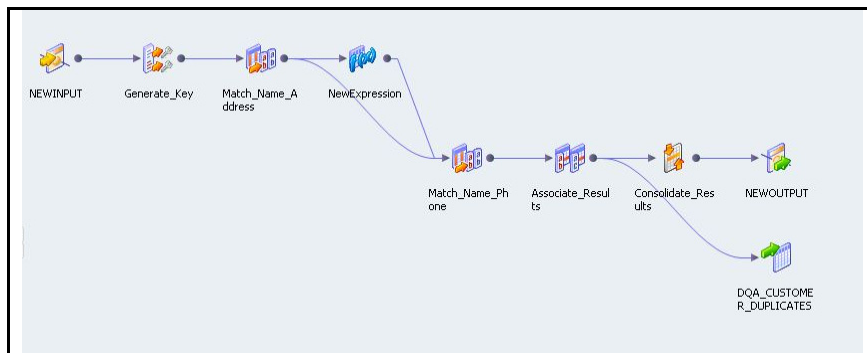 NEWINPUT
Generate_Key
Match_Name_A
ddress
NewExpression
Match_Name_Ph
one
Associate_Resul
ts
Consolidate_Res
ults
NEWOUTPUT
DQA_CUSTOME
R_DUPLICATES